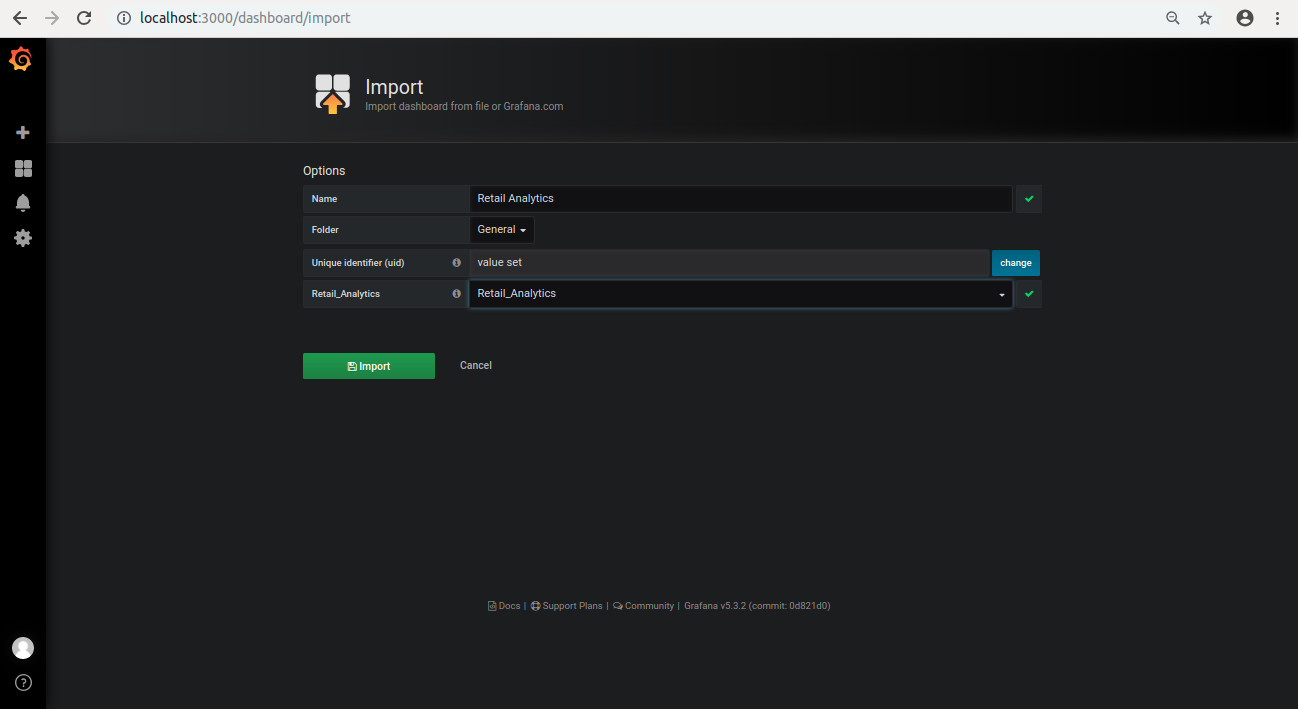 localhost:3000/dashboard/import
Import
Import dashboard from file or Grafana.com
Options
Name Retail Analytics
Folder General
Unique identifier (uid) value set change
Retail_Analytics Retail_Analytics
Import Cancel
Docs | Support Plans | Community | Grafana v5.3.2 (commit: 0d821d0)